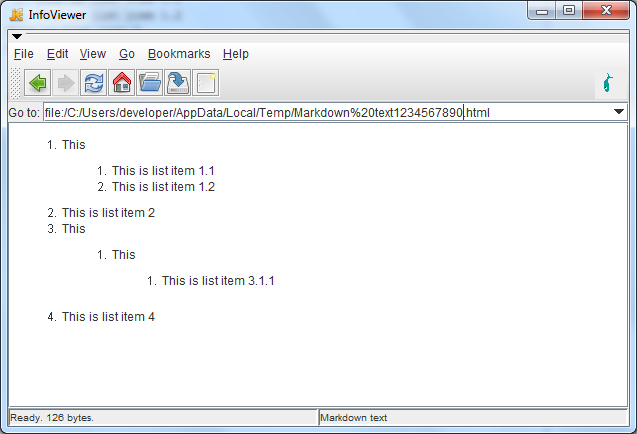 InfoViewer
File Edit View Go Bookmarks Help
Go to: file:/C:/Users/developer/AppData/Local/Temp/Markdown%20text1234567890.html
1. This
1. This is list item 1.1
2. This is list item 1.2
2. This is list item 2
3. This
1. This
1. This is list item 3.1.1
4. This is list item 4
Ready. 126 bytes. Markdown text